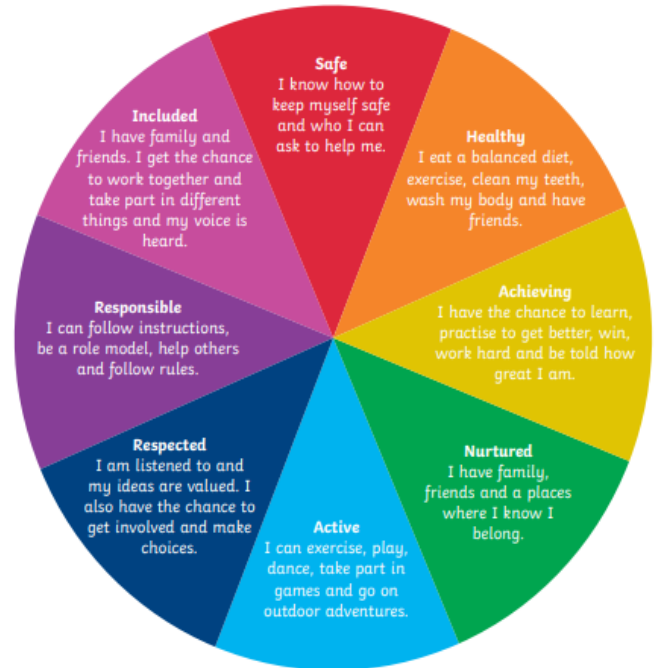 Safe
I know how to
keep myself safe
and who I can
ask to help me.
Healthy
I eat a balanced diet,
exercise, clean my teeth,
wash my body and have
friends.
Achieving
I have the chance to learn,
practise to get better, win,
work hard and be told how
great I am.
Nurtured
I have family,
friends and a places
where I know I
belong.
Active
I can exercise, play,
dance, take part in
games and go on
outdoor adventures.
Respected
I am listened to and
my ideas are valued. I
also have the chance to
get involved and make
choices.
Responsible
I can follow instructions,
be a role model, help others
and follow rules.
Included
I have family and
friends. I get the chance
to work together and
take part in different
things and my voice is
heard.